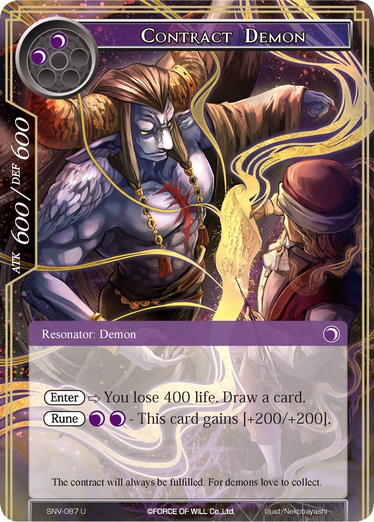 CONTRACT DEMON
ATK 600 / DEF 600
Resonator: Demon
Enter ⇨ You lose 400 life. Draw a card.
Rune - This card gains [+200/+200].
The contract will always be fulfilled. For demons love to collect.
SNV-087 U ©FORCE OF WILL Co.,Ltd. Illust/Nekobayashi